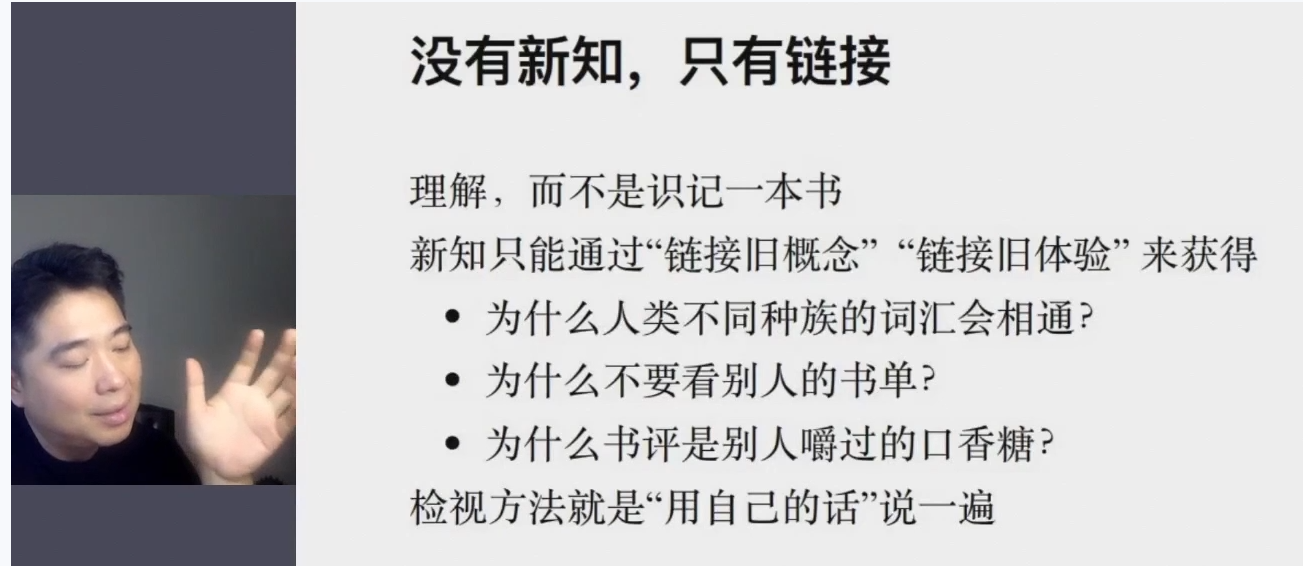 没有新知，只有链接
理解，而不是识记一本书
新知只能通过“链接旧概念”“链接旧体验”来获得
• 为什么人类不同种族的词汇会相通？
• 为什么不要看别人的书单？
• 为什么书评是别人嚼过的口香糖？
检视方法就是“用自己的话”说一遍